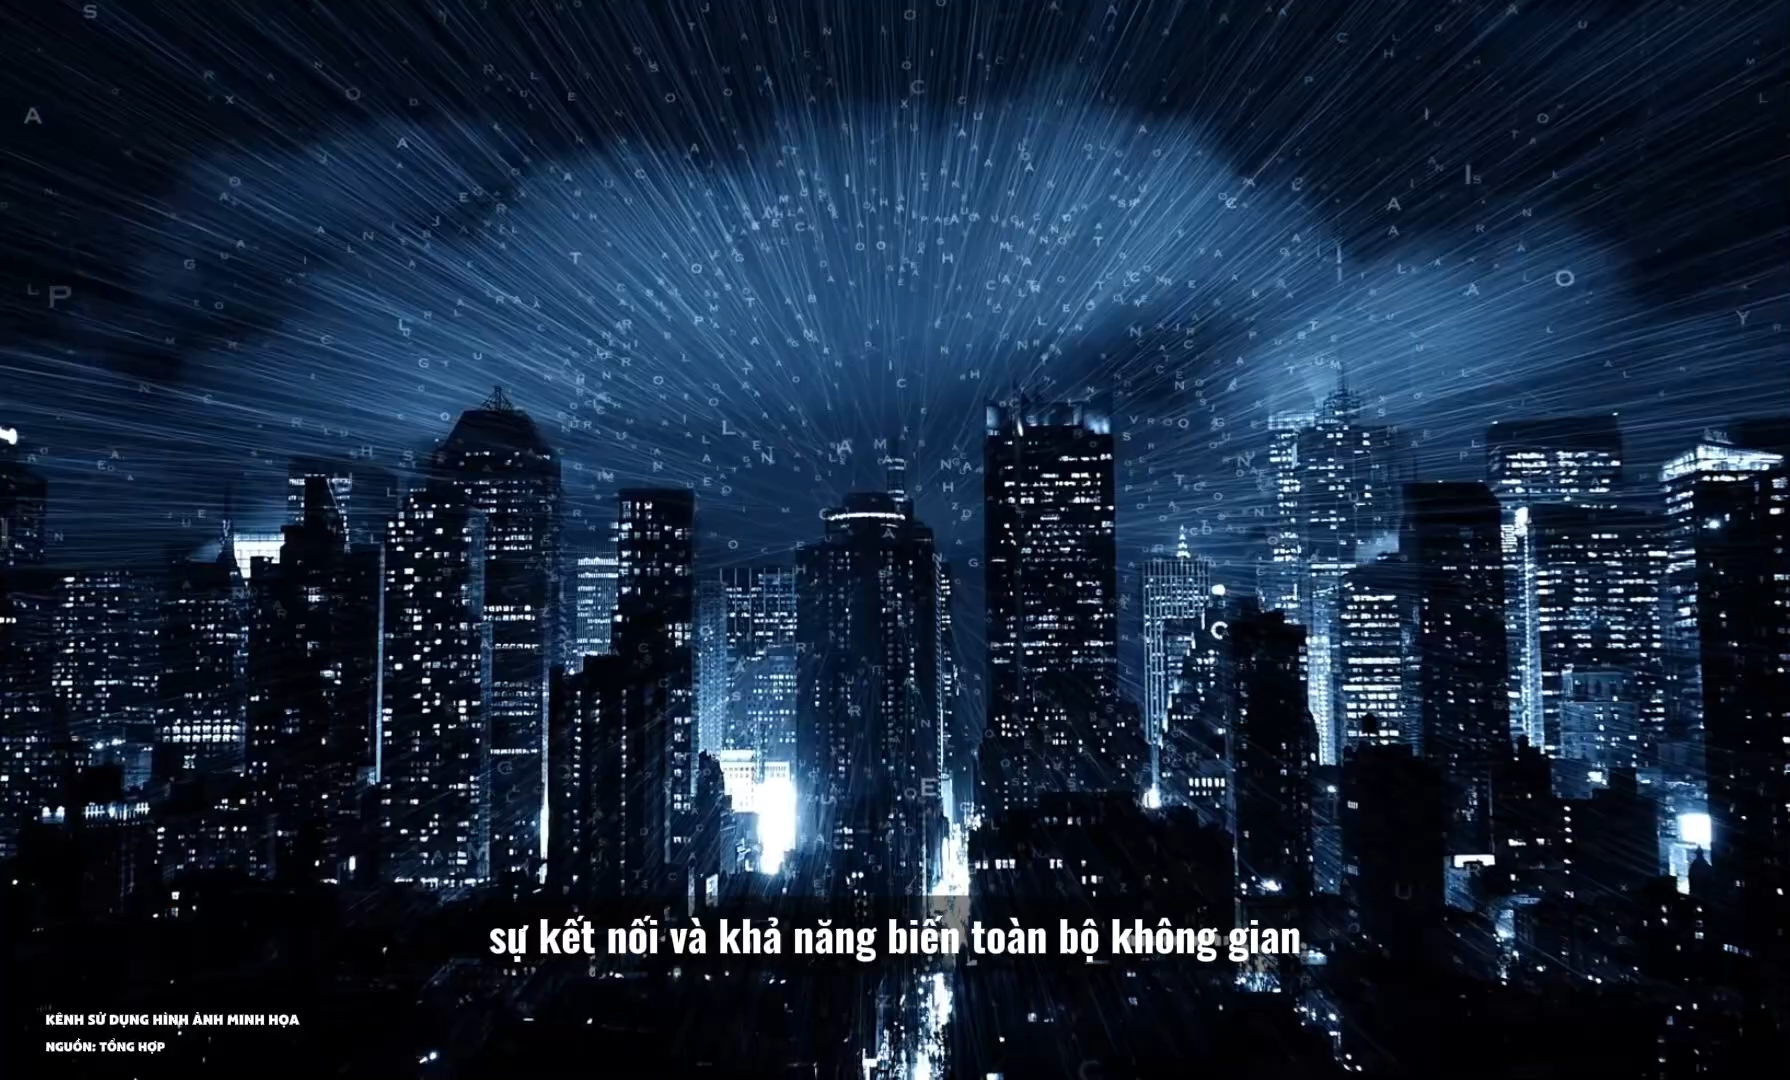 sự kết nối và khả năng biến toàn bộ không gian
KÊNH SỬ DỤNG HÌNH ẢNH MINH HỌA
NGUỒN: TỔNG HỢP